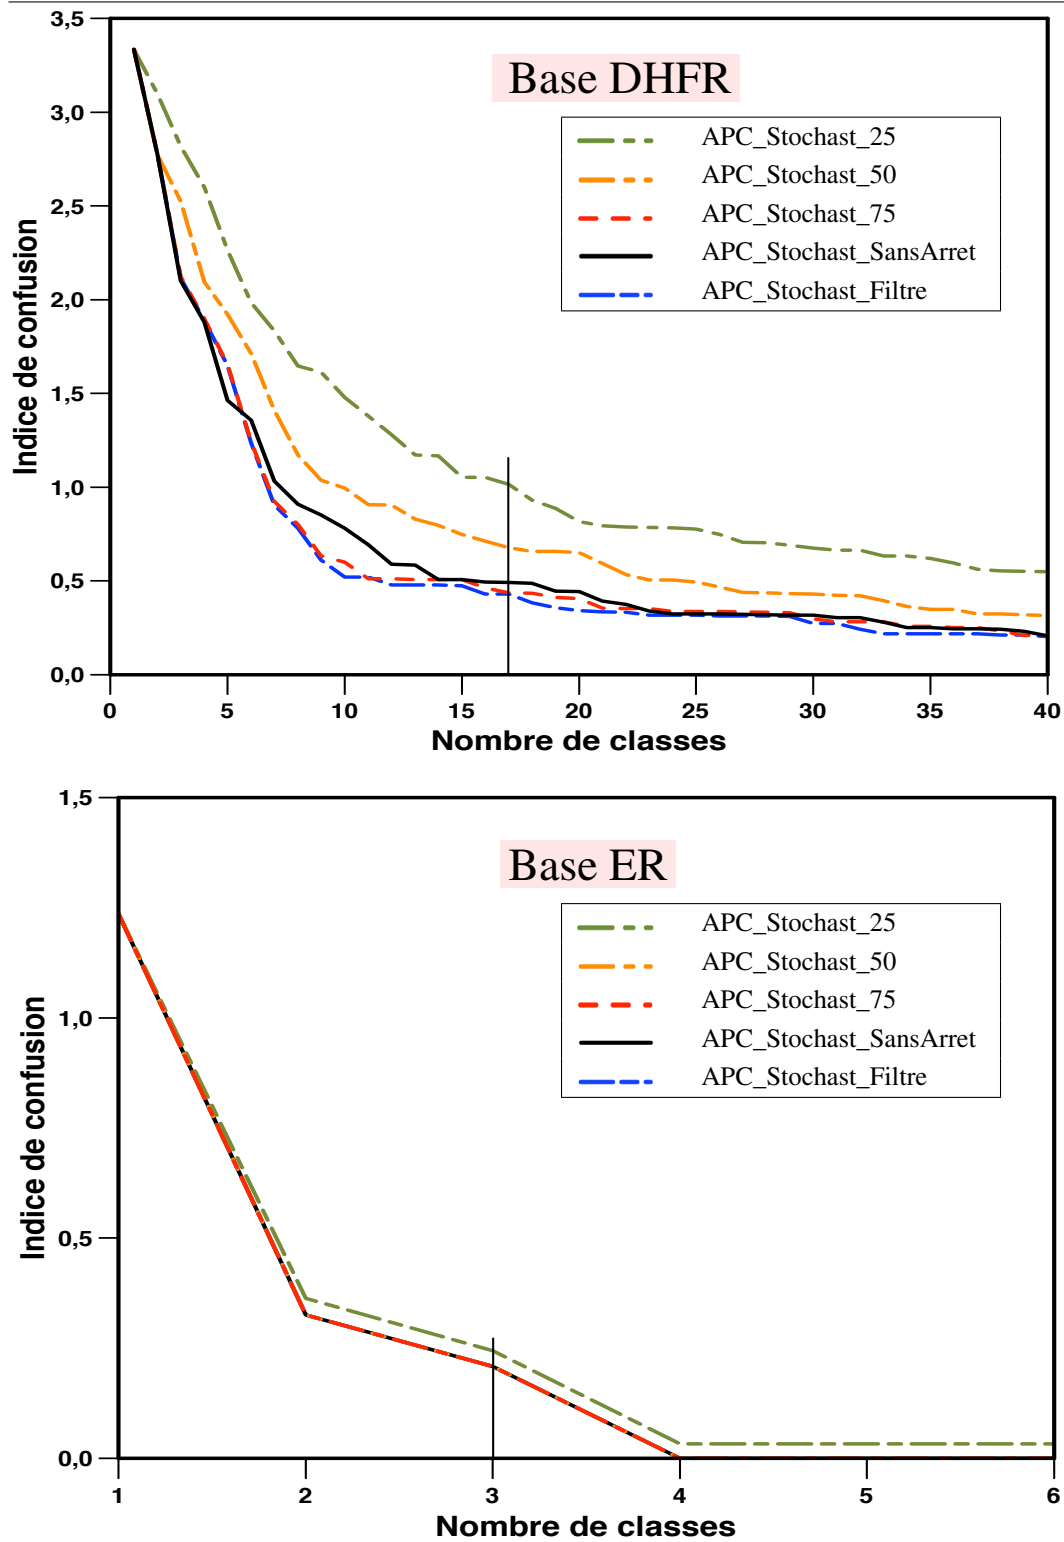 3,5
3,0
2,5
2,0
1,5
1,0
0,5
0,0
Indice de confusion
Base DHFR
APC_Stochast_25
APC_Stochast_50
APC_Stochast_75
APC_Stochast_SansArret
APC_Stochast_Filtre
0 5 10 15 20 25 30 35 40
Nombre de classes
1,5
1,0
0,5
0,0
Indice de confusion
Base ER
APC_Stochast_25
APC_Stochast_50
APC_Stochast_75
APC_Stochast_SansArret
APC_Stochast_Filtre
1 2 3 4 5 6
Nombre de classes